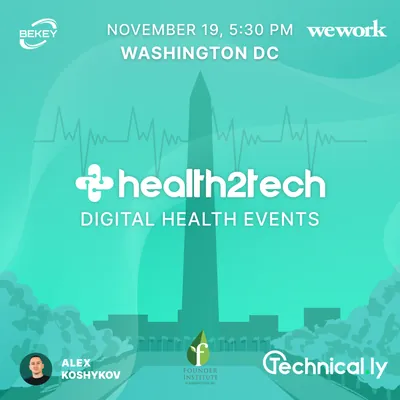 BEKEY
NOVEMBER 19, 5:30 PM
wework
WASHINGTON DC
health2tech
DIGITAL HEALTH EVENTS
ALEX
KOSHYKOV
f
FOUNDER
INSTITUTE
Technical ly